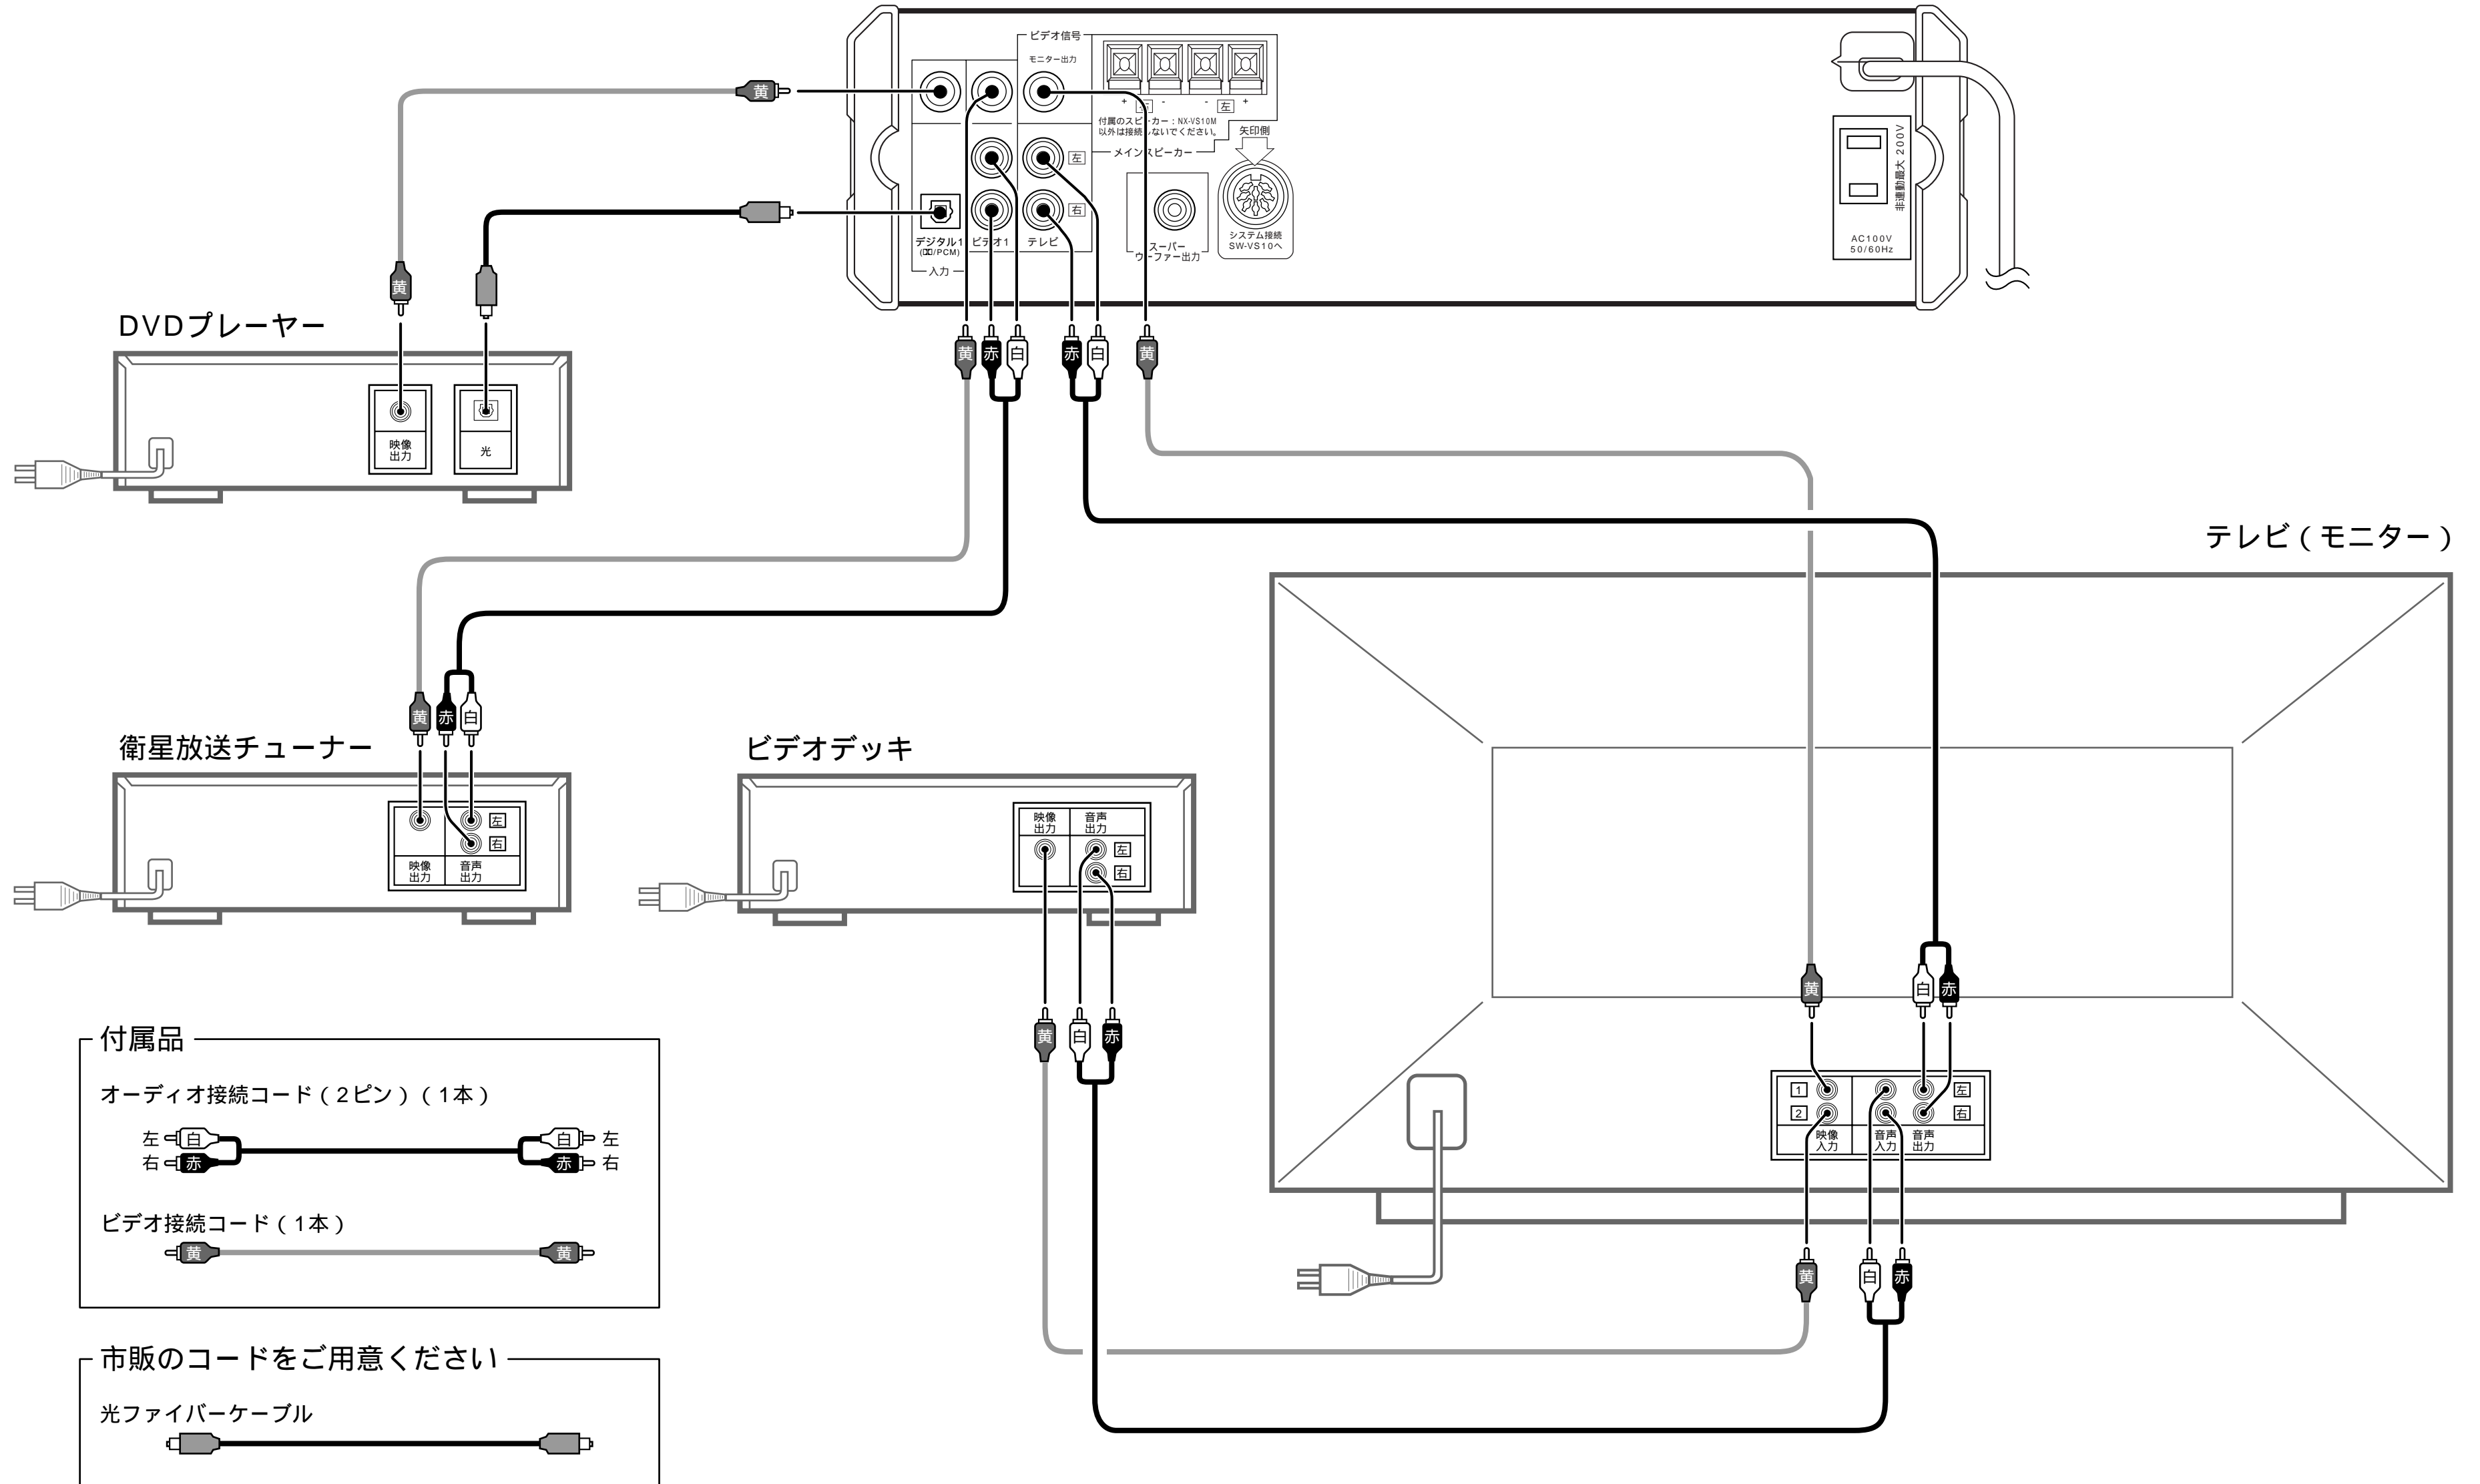 ビデオ信号
モニター出力
+ - - 左 +
付属のスピーカー：NX-VS10M
以外は接続しないでください。
メインスピーカー
矢印側
左
右
デジタル1
ビデオ1
テレビ
(/PCM)
入力
スーパー
ウーファー出力
システム接続
SW-VS10へ
非連動最大 200V
AC100V
50/60Hz
黄
黄
黄 赤 白 赤 白 黄
DVDプレーヤー
映像
出力
光
テレビ（モニター）
黄 赤 白
衛星放送チューナー
左
右
映像
出力
音声
出力
ビデオデッキ
映像
出力
音声
出力
左
右
黄 白 赤
黄 白 赤
1
2
左
右
映像
入力
音声
入力
音声
出力
黄 白 赤
付属品
オーディオ接続コード（2ピン）（1本）
左 白 白 左
右 赤 赤 右
ビデオ接続コード（1本）
黄 黄
市販のコードをご用意ください
光ファイバーケーブル